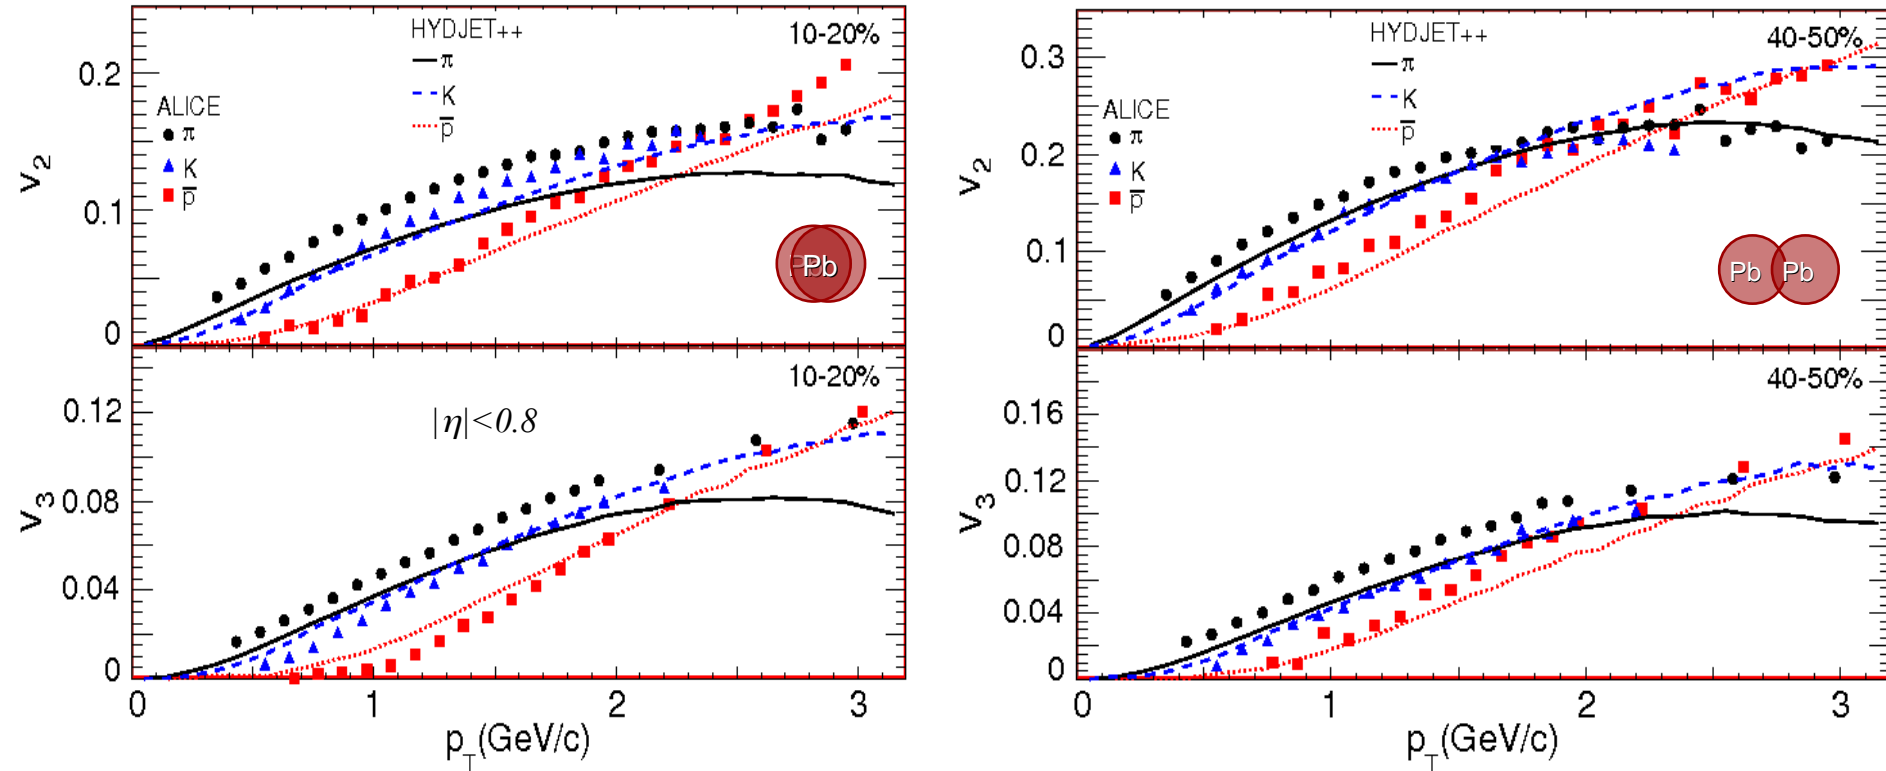 HYDJET++
π
K
p̅
10-20%
ALICE
π
K
p̅
v2
0.2
0.1
0
PbPb
HYDJET++
π
K
p̅
40-50%
ALICE
π
K
p̅
v2
0.3
0.2
0.1
0
Pb Pb
10-20%
|η|<0.8
v3
0.12
0.08
0.04
0
0 1 2 3
pT(GeV/c)
40-50%
v3
0.16
0.12
0.08
0.04
0
0 1 2 3
pT(GeV/c)